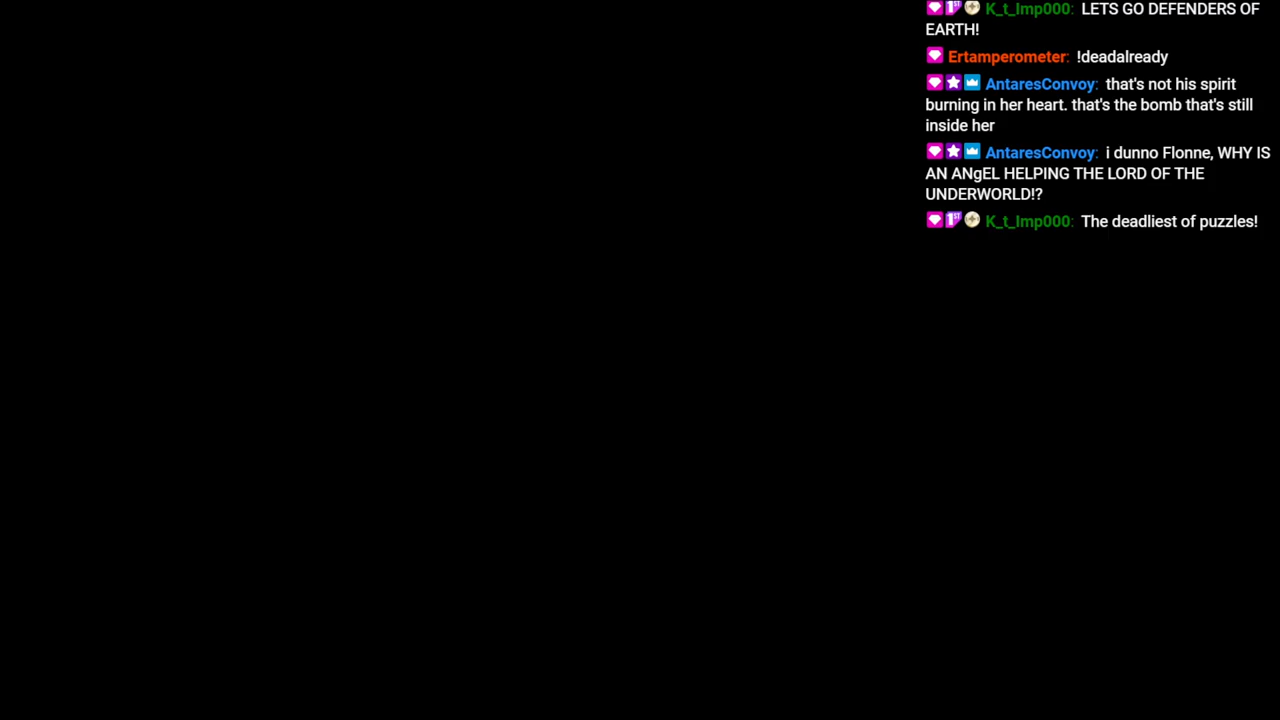 K_t_Imp000: LETS GO DEFENDERS OF
EARTH!
Ertamperometer: !deadalready
AntaresConvoy: that's not his spirit
burning in her heart. that's the bomb that's still
inside her
AntaresConvoy: i dunno Flonne, WHY IS
AN ANgEL HELPING THE LORD OF THE
UNDERWORLD!?
K_t_Imp000: The deadliest of puzzles!